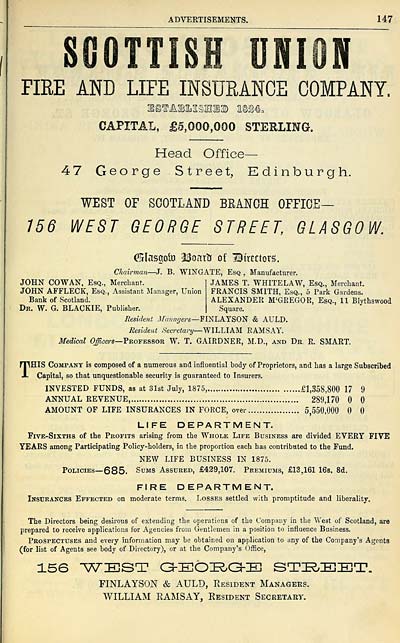 ADVERTISEMENTS. 147
SCOTTISH UNION
FIRE AND LIFE INSURANCE COMPANY.
ESTABLISHED 1824.
CAPITAL, £5,000,000 STERLING.
Head Office—
47 George Street, Edinburgh.
WEST OF SCOTLAND BRANCH OFFICE—
156 WEST GEORGE STREET, GLASGOW.
Glasgow Board of Directors.
Chairman—J. B. WINGATE, Esq., Manufacturer.
JOHN COWAN, Esq., Merchant.
JOHN AFFLECK, Esq., Assistant Manager, Union
Bank of Scotland.
Dr. W. G. BLACKIE, Publisher.
JAMES T. WHITELAW, Esq., Merchant.
FRANCIS SMITH, Esq., 5 Park Gardens.
ALEXANDER M'GREGOR, Esq., 11 Blythswood
Square.
Resident Managers—FINLAYSON & AULD.
Resident Secretary—WILLIAM RAMSAY.
Medical Officers—Professor W. T. GAIRDNER, M.D., and Dr. R. SMART.
THIS Company is composed of a numerous and influential body of Proprietors, and has a large Subscribed
Capital, so that unquestionable security is guaranteed to Insurers.
INVESTED FUNDS, as at 31st July, 1875,........................£1,358,800 17 9
ANNUAL REVENUE,................................................ 289,170 0 0
AMOUNT OF LIFE INSURANCES IN FORCE, over.................. 5,550,000 0 0
LIFE DEPARTMENT.
Five-Sixths of the Profits arising from the Whole Life Business are divided EVERY FIVE
YEARS among Participating Policy-holders, in the proportion each has contributed to the Fund.
NEW LIFE BUSINESS IN 1875.
Policies—685. Sums Assured, £429,107. Premiums, £13,161 16s. 8d.
FIRE DEPARTMENT.
Insurances Effected on moderate terms. Losses settled with promptitude and liberality.
The Directors being desirous of extending the operations of the Company in the West of Scotland, are
prepared to receive applications for Agencies from Gentlemen in a position to influence Business.
Prospectuses and every information may be obtained on application to any of the Company's Agents
(for list of Agents see body of Directory), or at the Company's Office,
156 WEST GEORGE STREET.
FINLAYSON & AULD, Resident Managers.
WILLIAM RAMSAY, Resident Secretary.